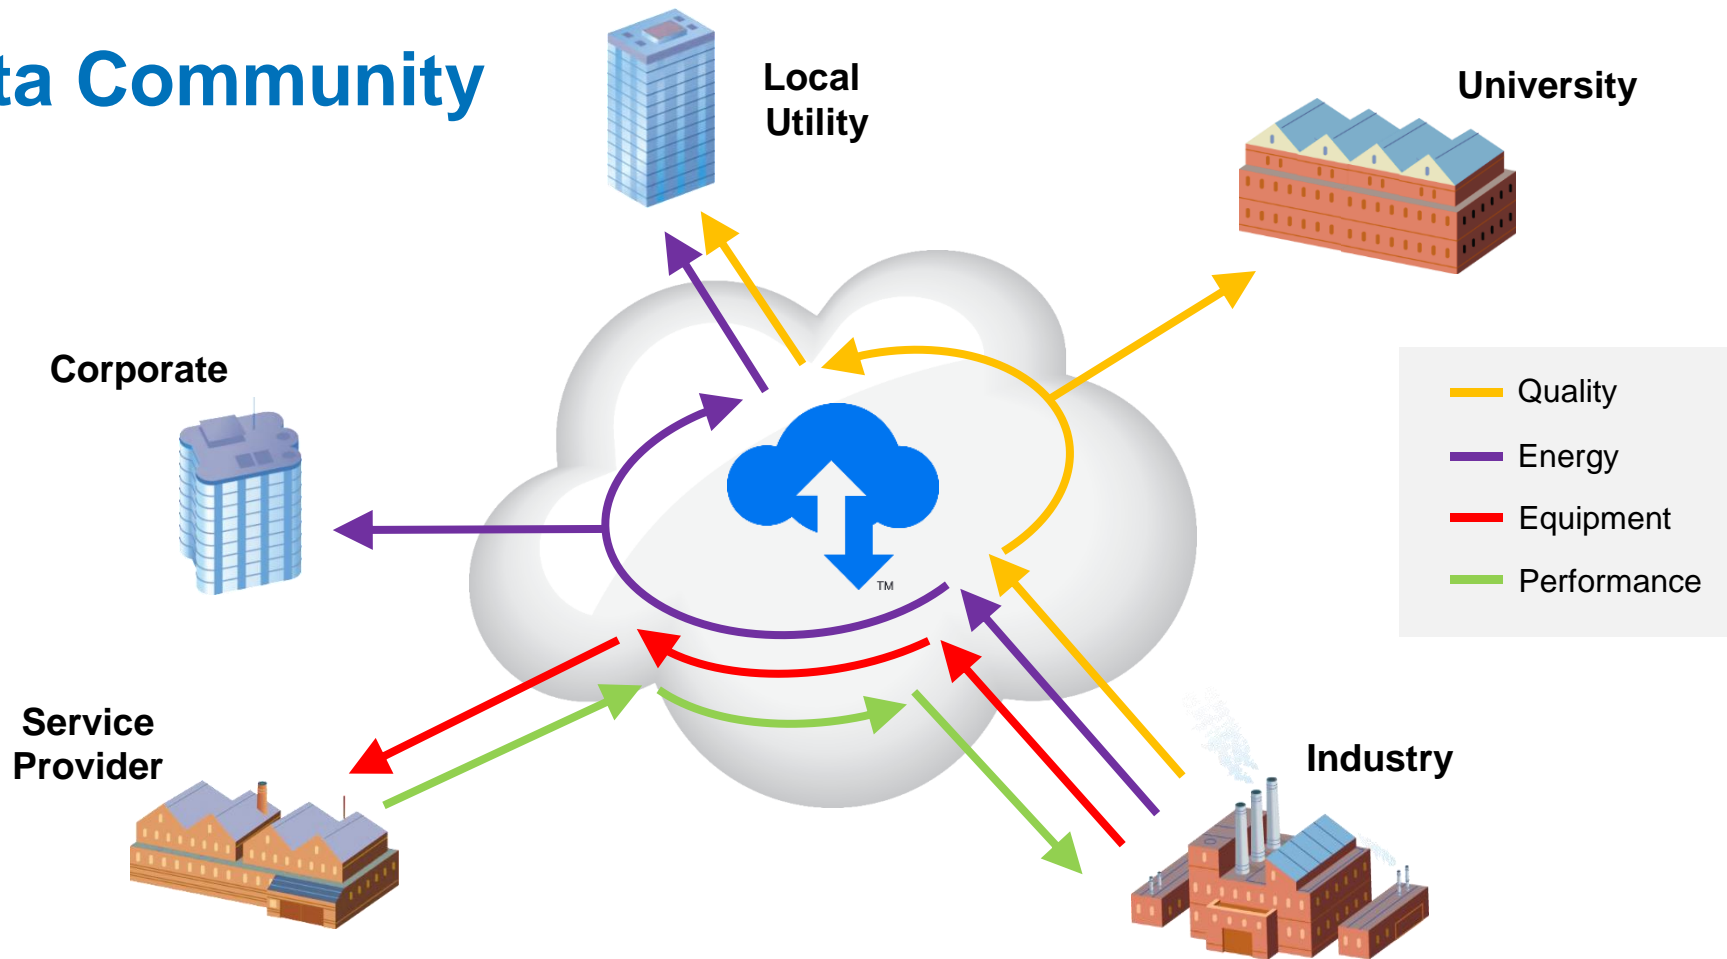 ta Community
Local
Utility
University
Corporate
Quality
Energy
Equipment
Performance
TM
Service
Provider
Industry